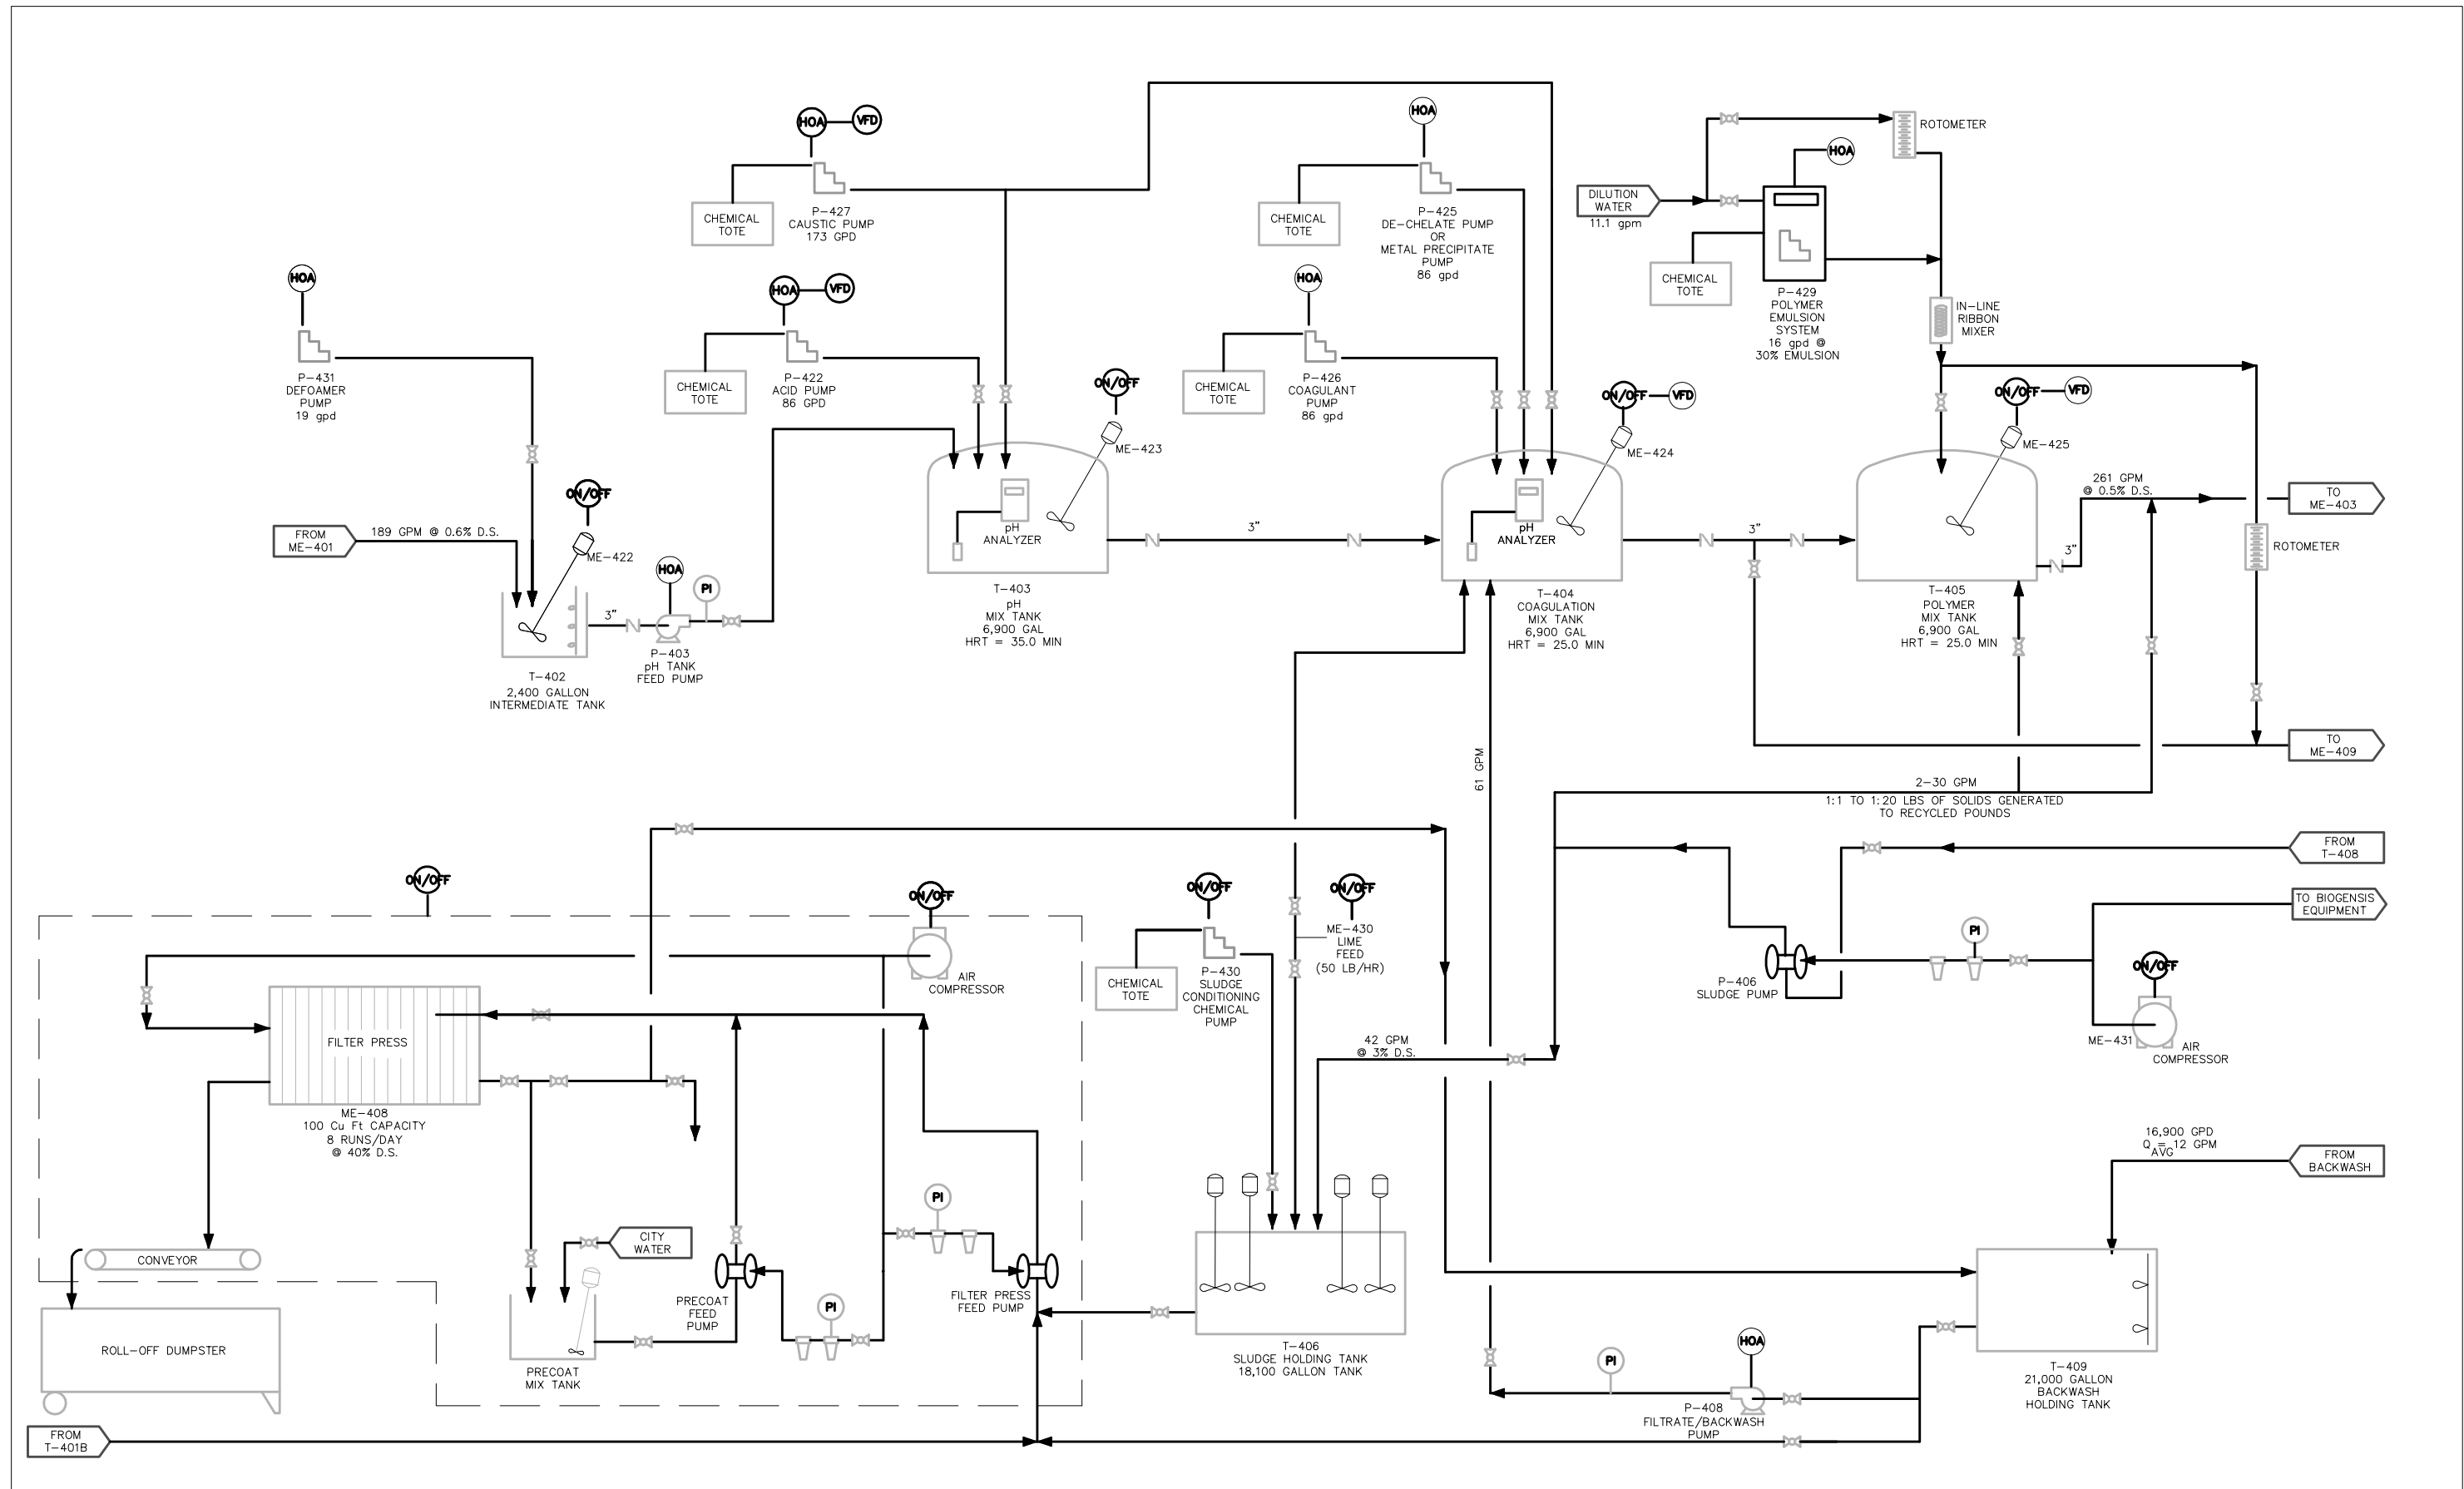 HOA
VFD
P-427
CAUSTIC PUMP
173 GPD
CHEMICAL
TOTE
HOA
P-425
DE-CHELATE PUMP
OR
METAL PRECIPITATE
PUMP
86 gpd
CHEMICAL
TOTE
DILUTION
WATER
11.1 gpm
ROTOMETER
HOA
CHEMICAL
TOTE
P-429
POLYMER
EMULSION
SYSTEM
16 gpd @
30% EMULSION
IN-LINE
RIBBON
MIXER
HOA
P-431
DEFOAMER
PUMP
19 gpd
HOA
VFD
P-422
ACID PUMP
86 GPD
CHEMICAL
TOTE
HOA
P-426
COAGULANT
PUMP
86 gpd
CHEMICAL
TOTE
ON/OFF
ME-423
ON/OFF
VFD
ME-424
ON/OFF
VFD
ME-425
FROM
ME-401
189 GPM @ 0.6% D.S.
ON/OFF
ME-422
HOA
PI
3"
P-403
pH TANK
FEED PUMP
T-402
2,400 GALLON
INTERMEDIATE TANK
pH
ANALYZER
T-403
pH
MIX TANK
6,900 GAL
HRT = 35.0 MIN
3"
pH
ANALYZER
T-404
COAGULATION
MIX TANK
6,900 GAL
HRT = 25.0 MIN
3"
T-405
POLYMER
MIX TANK
6,900 GAL
HRT = 25.0 MIN
3"
261 GPM
@ 0.5% D.S.
TO
ME-403
ROTOMETER
TO
ME-409
61 GPM
2-30 GPM
1:1 TO 1:20 LBS OF SOLIDS GENERATED
TO RECYCLED POUNDS
FROM
T-408
TO BIOGENSIS
EQUIPMENT
PI
P-406
SLUDGE PUMP
ON/OFF
ME-431
AIR
COMPRESSOR
ON/OFF
ON/OFF
AIR
COMPRESSOR
FILTER PRESS
ME-408
100 Cu Ft CAPACITY
8 RUNS/DAY
@ 40% D.S.
ON/OFF
CHEMICAL
TOTE
P-430
SLUDGE
CONDITIONING
CHEMICAL
PUMP
ON/OFF
ME-430
LIME
FEED
(50 LB/HR)
42 GPM
@ 3% D.S.
16,900 GPD
Q = 12 GPM
AVG
FROM
BACKWASH
CONVEYOR
ROLL-OFF DUMPSTER
CITY
WATER
PRECOAT
MIX TANK
PRECOAT
FEED
PUMP
PI
PI
FILTER PRESS
FEED PUMP
T-406
SLUDGE HOLDING TANK
18,100 GALLON TANK
PI
HOA
P-408
FILTRATE/BACKWASH
PUMP
T-409
21,000 GALLON
BACKWASH
HOLDING TANK
FROM
T-401B